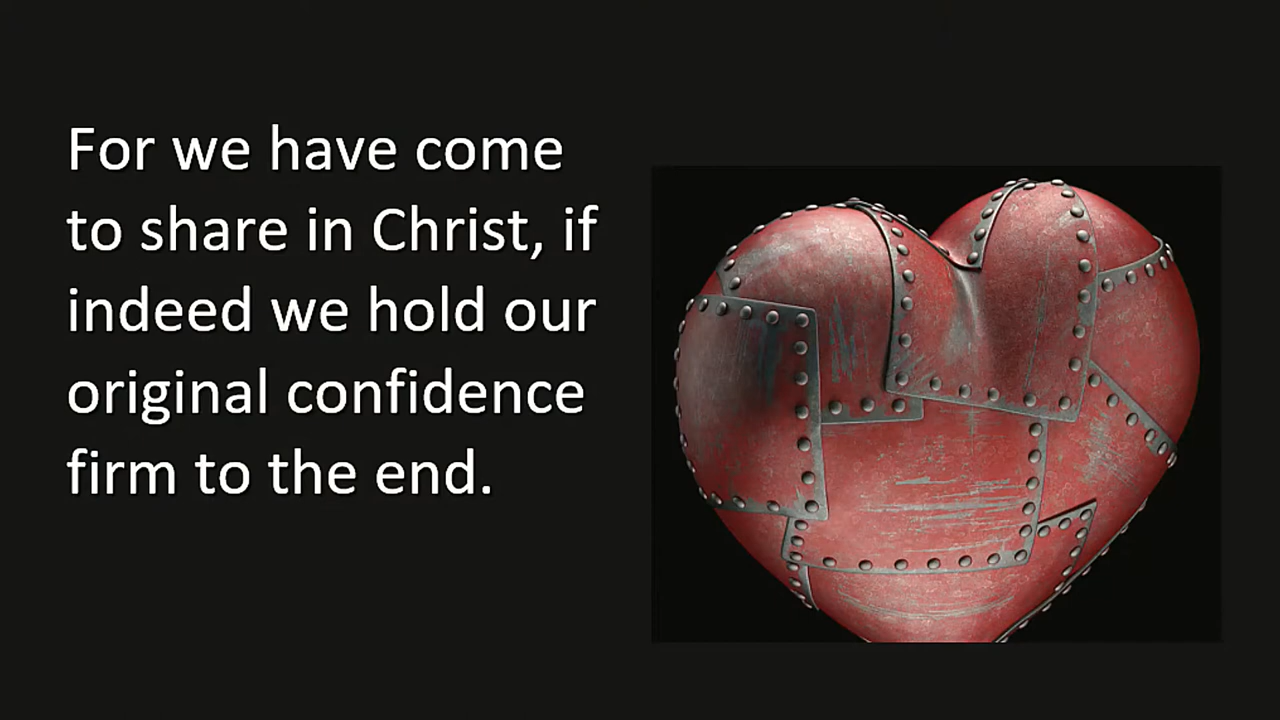 For we have come
to share in Christ, if
indeed we hold our
original confidence
firm to the end.